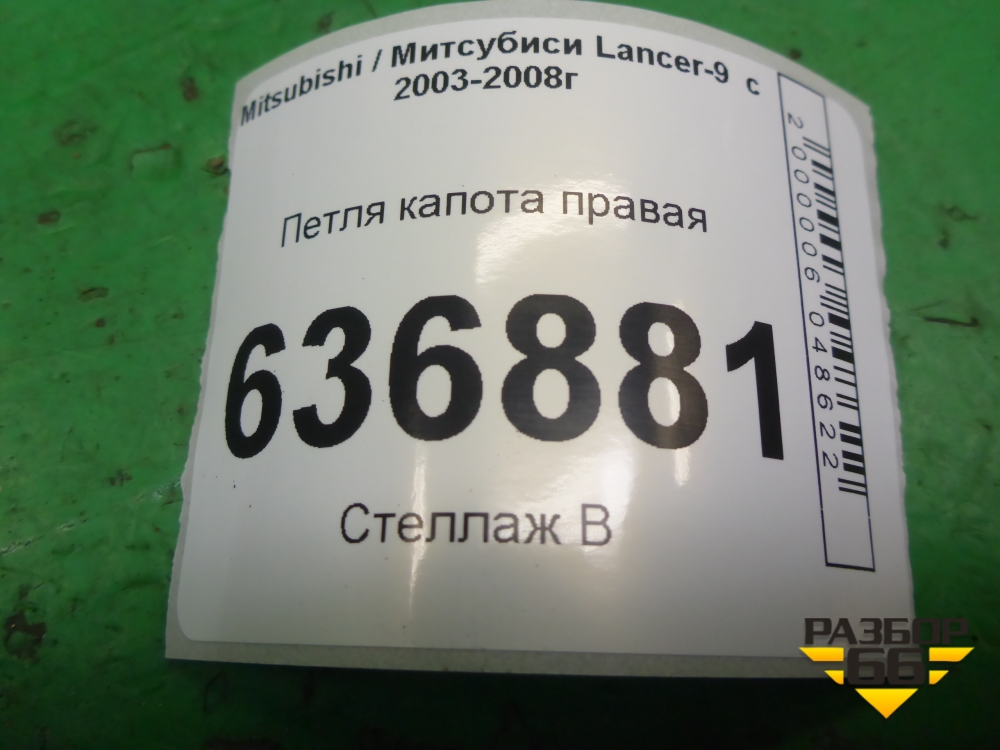 Mitsubishi / Митсубиси Lancer-9 с
2003-2008г
Петля капота правая
636881
Стеллаж В
2000006048622
РАЗБОР
66